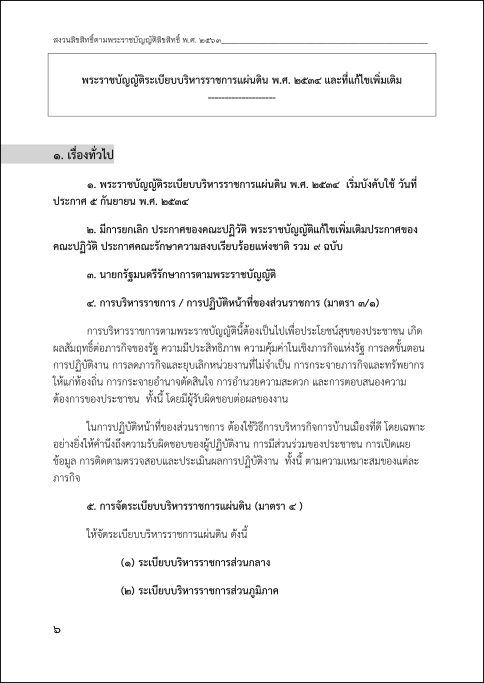 สงวนลิขสิทธิ์ตามพระราชบัญญัติลิขสิทธิ์ พ.ศ. ๒๕๖๓
พระราชบัญญัติระเบียบบริหารราชการแผ่นดิน พ.ศ. ๒๕๓๔ และที่แก้ไขเพิ่มเติม
--------------------
๑. เรื่องทั่วไป
๑. พระราชบัญญัติระเบียบบริหารราชการแผ่นดิน พ.ศ. ๒๕๓๔ เริ่มบังคับใช้ วันที่
ประกาศ ๕ กันยายน พ.ศ. ๒๕๓๔
๒. มีการยกเลิก ประกาศของคณะปฏิวัติ พระราชบัญญัติแก้ไขเพิ่มเติมประกาศของ
คณะปฏิวัติ ประกาศคณะรักษาความสงบเรียบร้อยแห่งชาติ รวม ๙ ฉบับ
๓. นายกรัฐมนตรีรักษาการตามพระราชบัญญัติ
๔. การบริหารราชการ / การปฏิบัติหน้าที่ของส่วนราชการ (มาตรา ๓/๑)
การบริหารราชการตามพระราชบัญญัตินี้ต้องเป็นไปเพื่อประโยชน์สุขของประชาชน เกิด
ผลสัมฤทธิ์ต่อภารกิจของรัฐ ความมีประสิทธิภาพ ความคุ้มค่าในเชิงภารกิจแห่งรัฐ การลดขั้นตอน
การปฏิบัติงาน การลดภารกิจและยุบเลิกหน่วยงานที่ไม่จำเป็น การกระจายภารกิจและทรัพยากร
ให้แก่ท้องถิ่น การกระจายอำนาจตัดสินใจ การอำนวยความสะดวก และการตอบสนองความ
ต้องการของประชาชน ทั้งนี้ โดยมีผู้รับผิดชอบต่อผลของงาน
ในการปฏิบัติหน้าที่ของส่วนราชการ ต้องใช้วิธีการบริหารกิจการบ้านเมืองที่ดี โดยเฉพาะ
อย่างยิ่งให้คำนึงถึงความรับผิดชอบของผู้ปฏิบัติงาน การมีส่วนร่วมของประชาชน การเปิดเผย
ข้อมูล การติดตามตรวจสอบและประเมินผลการปฏิบัติงาน ทั้งนี้ ตามความเหมาะสมของแต่ละ
ภารกิจ
๕. การจัดระเบียบบริหารราชการแผ่นดิน (มาตรา ๔ )
ให้จัดระเบียบบริหารราชการแผ่นดิน ดังนี้
(๑) ระเบียบบริหารราชการส่วนกลาง
(๒) ระเบียบบริหารราชการส่วนภูมิภาค
๖